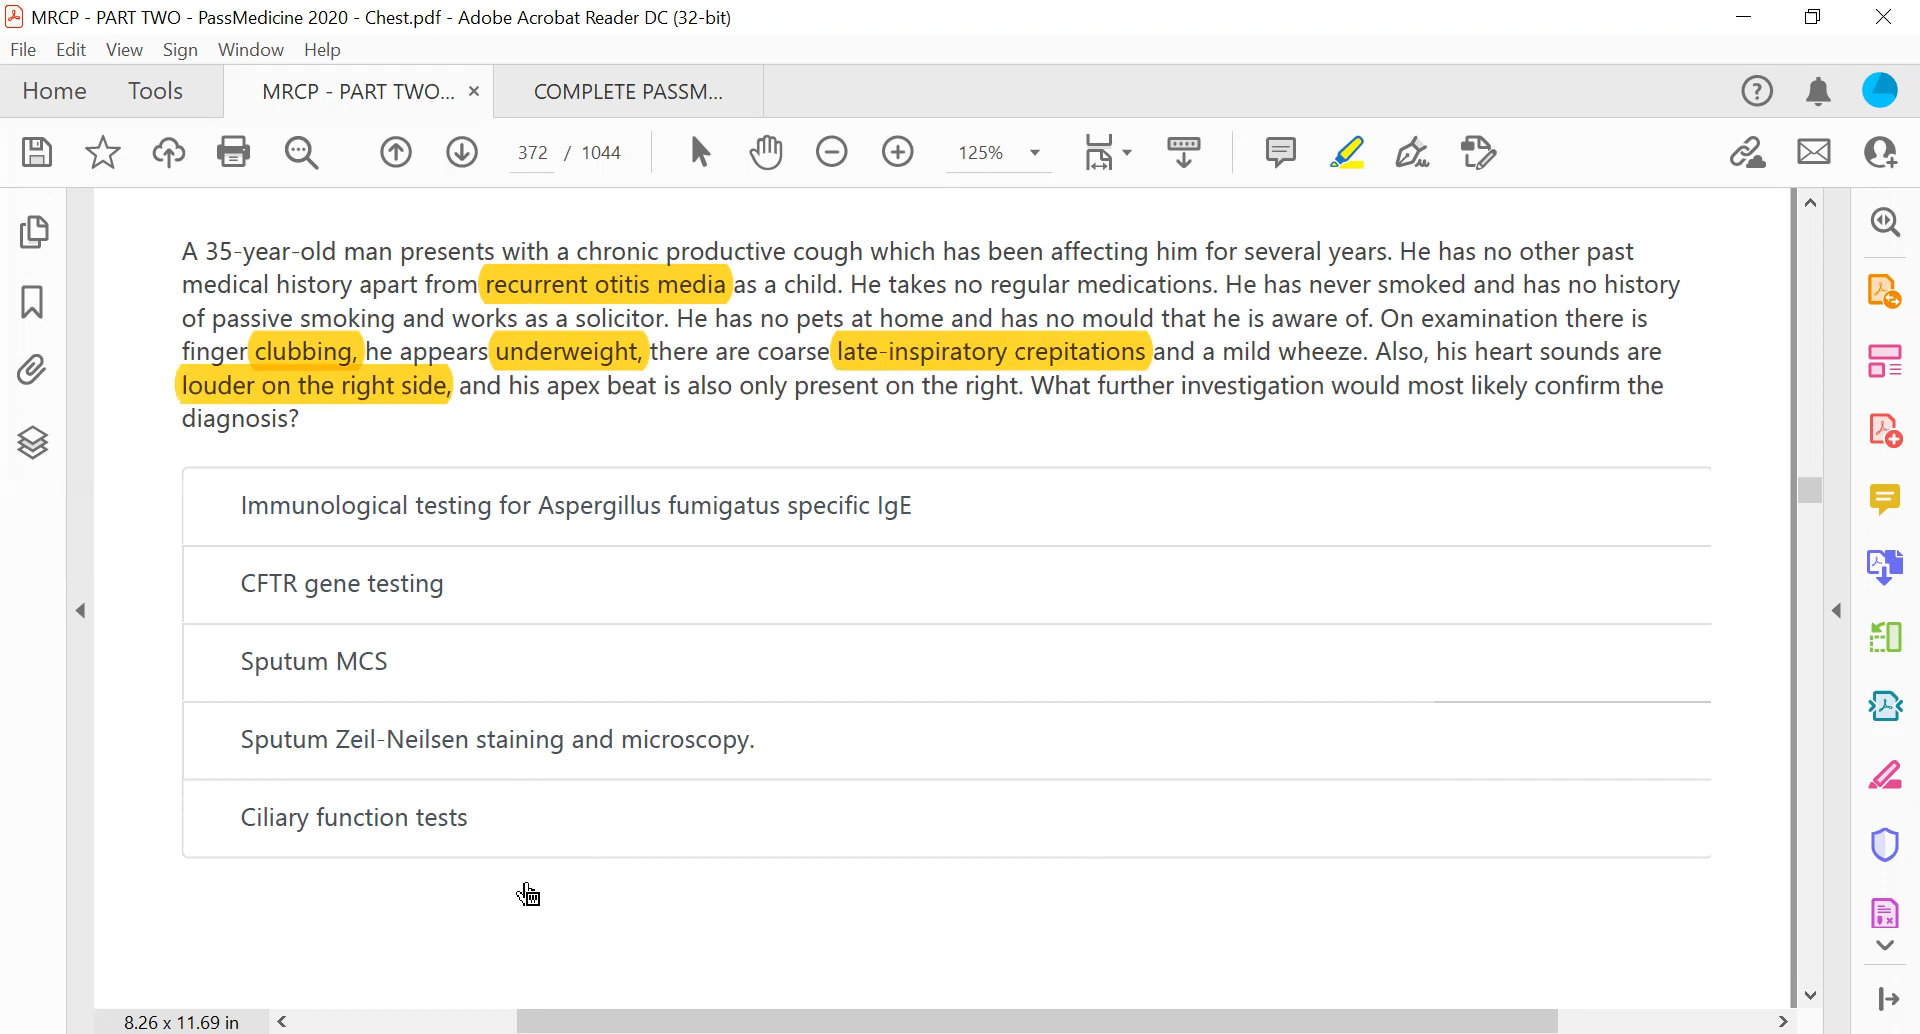 MRCP - PART TWO - PassMedicine 2020 - Chest.pdf - Adobe Acrobat Reader DC (32-bit)
File Edit View Sign Window Help
Home Tools MRCP - PART TWO... × COMPLETE PASSM...
372 / 1044 125%
A 35-year-old man presents with a chronic productive cough which has been affecting him for several years. He has no other past
medical history apart from recurrent otitis media as a child. He takes no regular medications. He has never smoked and has no history
of passive smoking and works as a solicitor. He has no pets at home and has no mould that he is aware of. On examination there is
finger clubbing, he appears underweight, there are coarse late-inspiratory crepitations and a mild wheeze. Also, his heart sounds are
louder on the right side, and his apex beat is also only present on the right. What further investigation would most likely confirm the
diagnosis?
Immunological testing for Aspergillus fumigatus specific IgE
CFTR gene testing
Sputum MCS
Sputum Zeil-Neilsen staining and microscopy.
Ciliary function tests
8.26 x 11.69 in